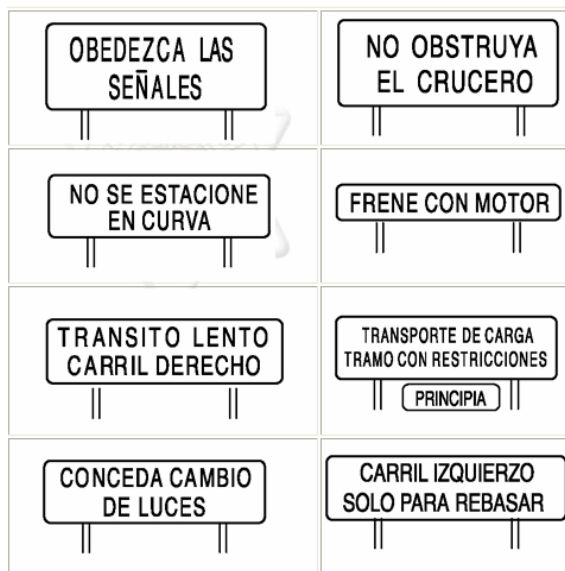 OBEDEZCA LAS
SEÑALES
NO OBSTRUYA
EL CRUCERO
NO SE ESTACIONE
EN CURVA
FRENE CON MOTOR
TRANSITO LENTO
CARRIL DERECHO
TRANSPORTE DE CARGA
TRAMO CON RESTRICCIONES
PRINCIPIA
CONCEDA CAMBIO
DE LUCES
CARRIL IZQUIERZO
SOLO PARA REBASAR